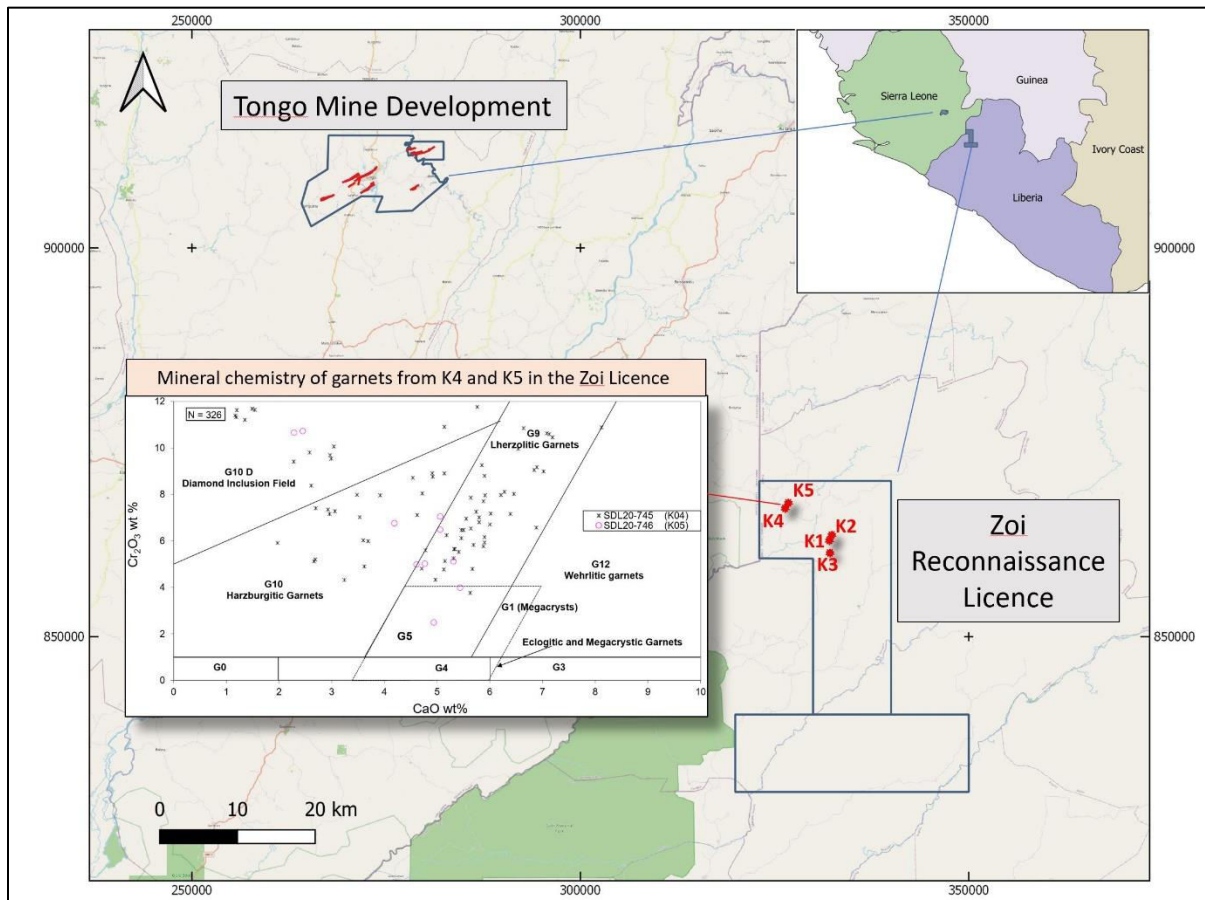 250000
300000
350000
Tongo Mine Development
Guinea
Sierra Leone
Ivory Coast
Liberia
900000
900000
Mineral chemistry of garnets from K4 and K5 in the Zoi Licence
12
N = 326
G9
Lherzplitic Garnets
10
G10 D
Diamond Inclusion Field
8
SDL20-745 (K04)
SDL20-746 (K05)
Cr2O3 wt %
6
G12
Wehrlitic garnets
G10
Harzburgitic Garnets
4
G1 (Megacrysts)
G5
2
Eclogitic and Megacrystic Garnets
G0
G4
G3
0
0 1 2 3 4 5 6 7 8 9 10
CaO wt%
K5
K4
K2
K1
K3
Zoi
Reconnaissance
Licence
850000
850000
0 10 20 km
250000
300000
350000